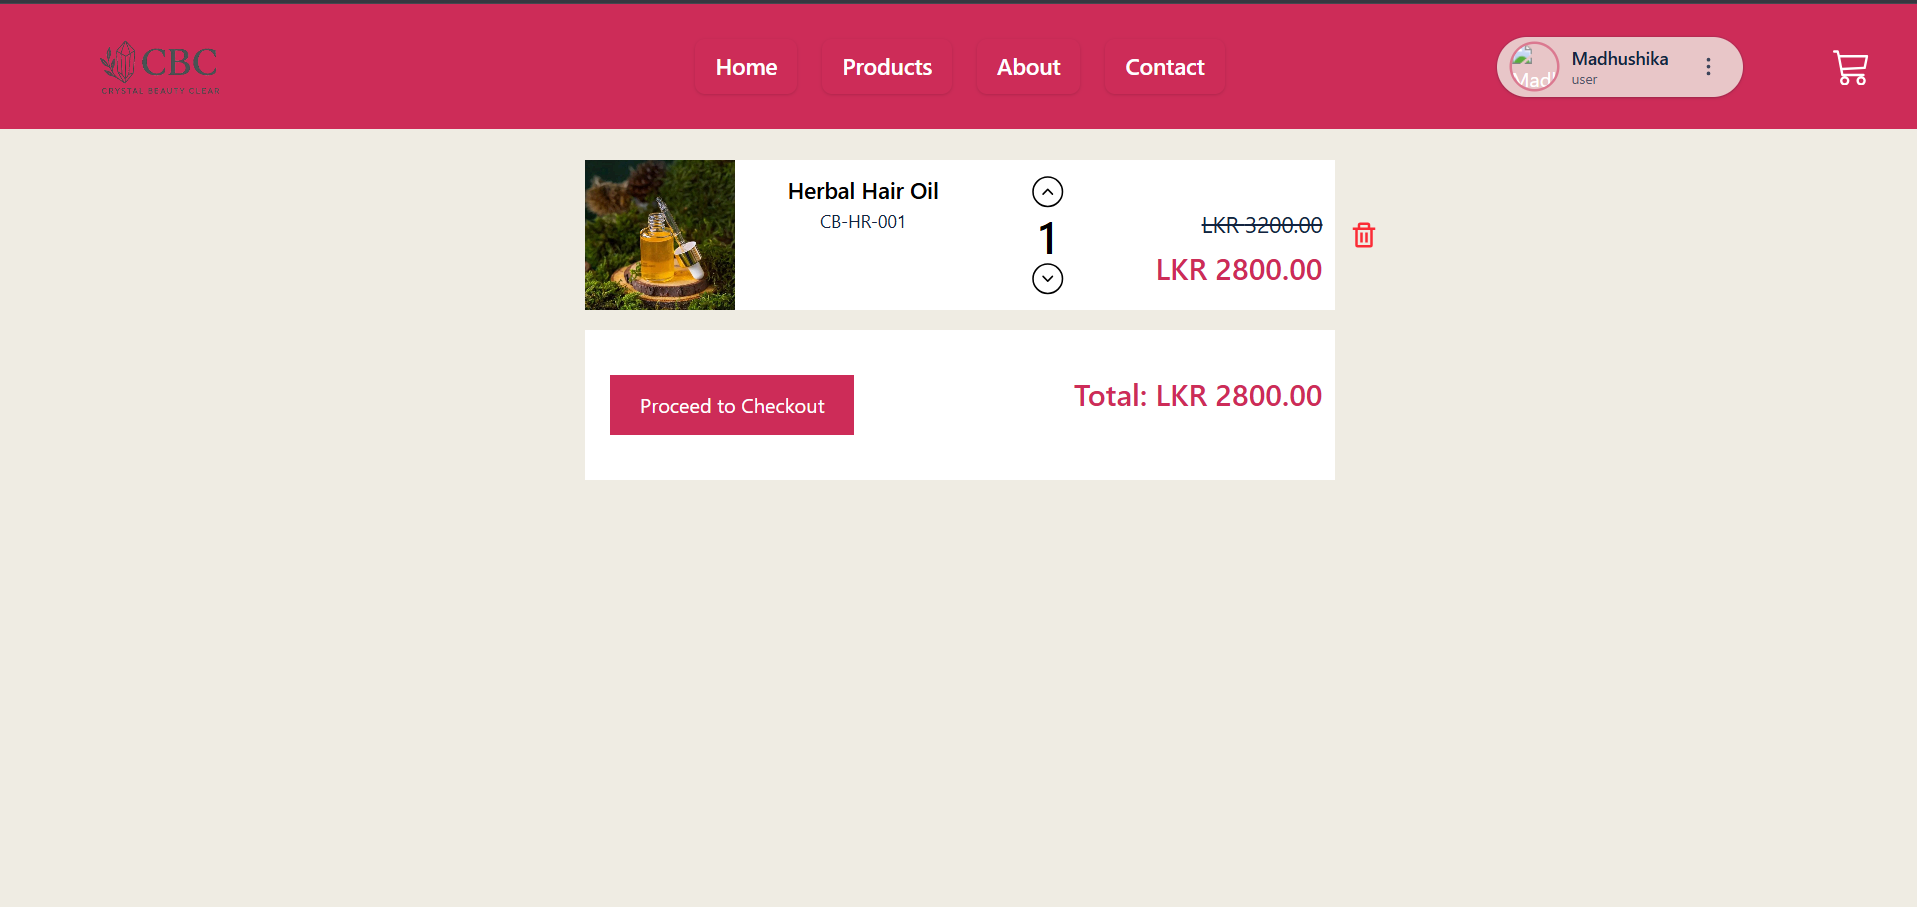 CBC
CRYSTAL BEAUTY CLEAR
Home
Products
About
Contact
Madhushika
user
Herbal Hair Oil
CB-HR-001
1
LKR 3200.00
LKR 2800.00
Proceed to Checkout
Total: LKR 2800.00